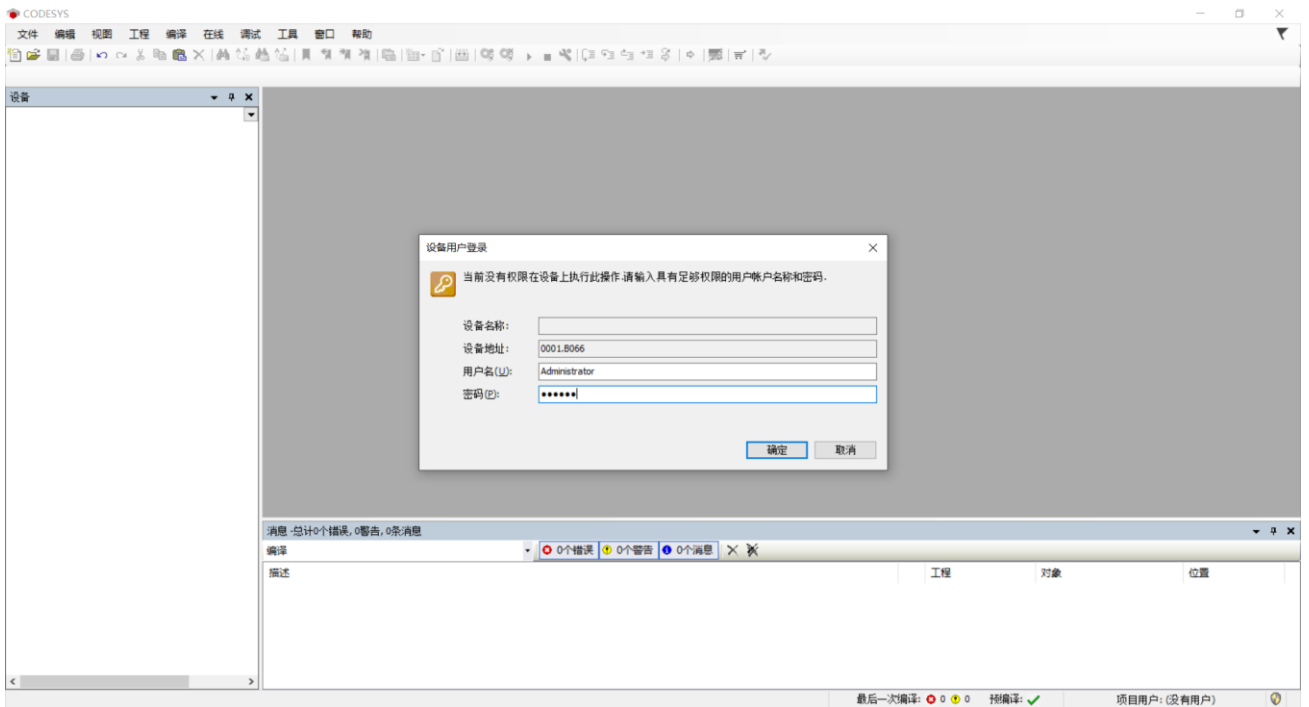 CODESYS
文件 编辑 视图 工程 编译 在线 调试 工具 窗口 帮助
设备
设备用户登录
当前没有权限在设备上执行此操作.请输入具有足够权限的用户帐户名称和密码.
设备名称:
设备地址: 0001.B066
用户名(U): Administrator
密码(P): ●●●●●●
确定 取消
消息 -总计0个错误, 0警告, 0条消息
编译 0个错误 0个警告 0个消息
描述 工程 对象 位置
最后一次编译: 0 0 预编译: 项目用户: (没有用户)